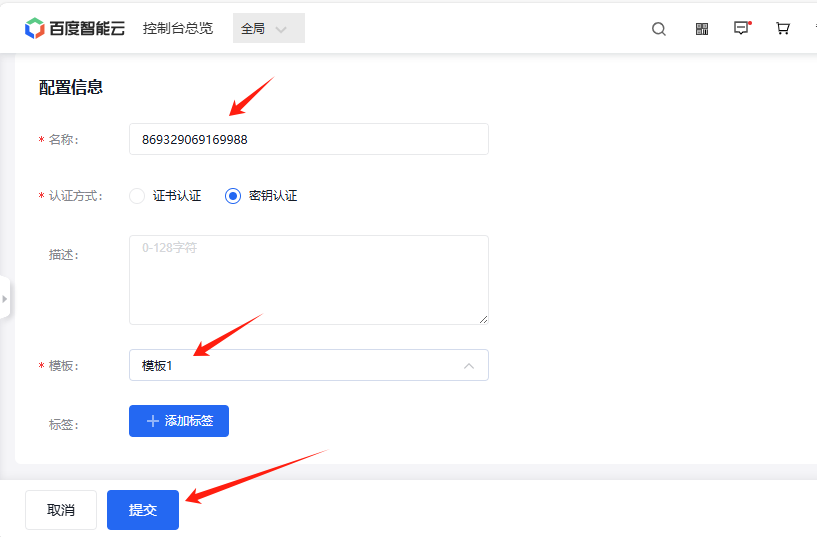 百度智能云 控制台总览 全局
配置信息
* 名称: 869329069169988
* 认证方式: 证书认证 密钥认证
描述: 0-128字符
* 模板: 模板1
标签: 添加标签
取消 提交